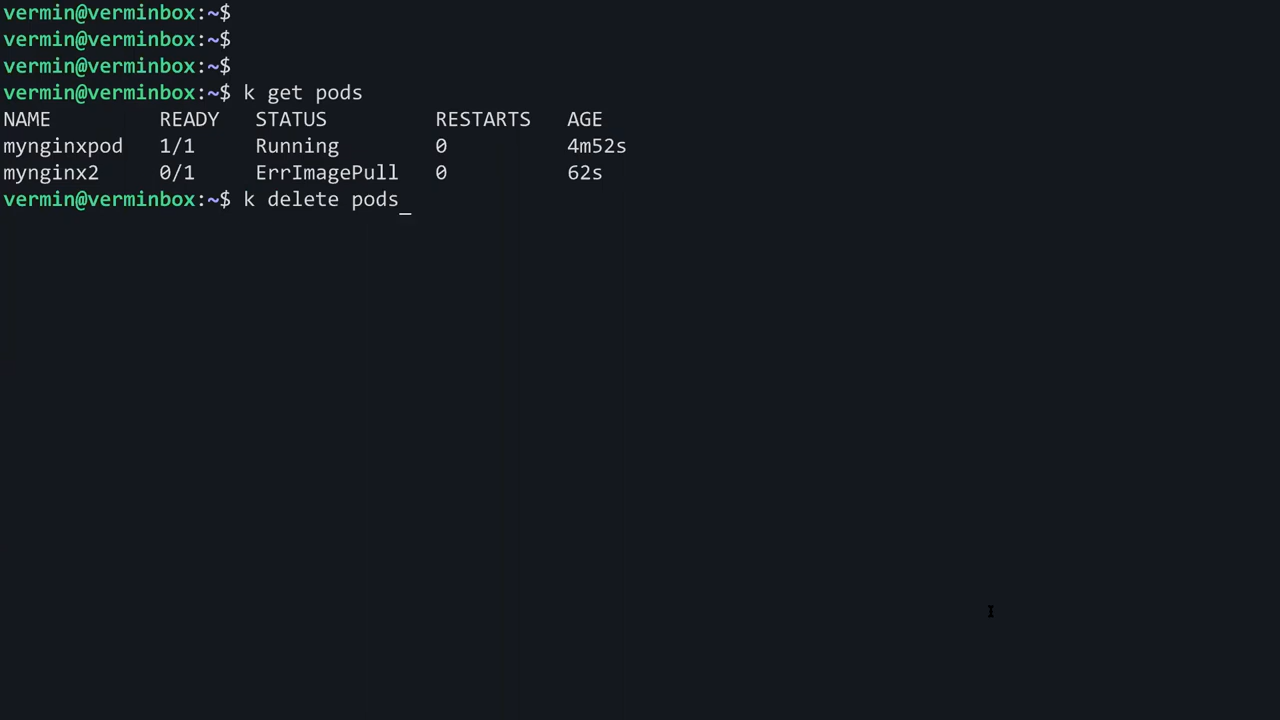 vermin@verminbox:~$
vermin@verminbox:~$
vermin@verminbox:~$
vermin@verminbox:~$ k get pods
NAME         READY   STATUS         RESTARTS   AGE
mynginxpod   1/1     Running        0          4m52s
mynginx2     0/1     ErrImagePull   0          62s
vermin@verminbox:~$ k delete pods_